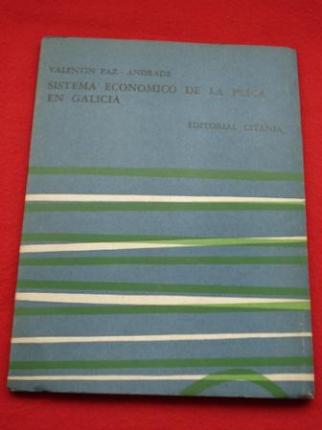 VALENTIN PAZ - ANDRADE
SISTEMA ECONOMICO DE LA PESCA
EN GALICIA
EDITORIAL CITANIA